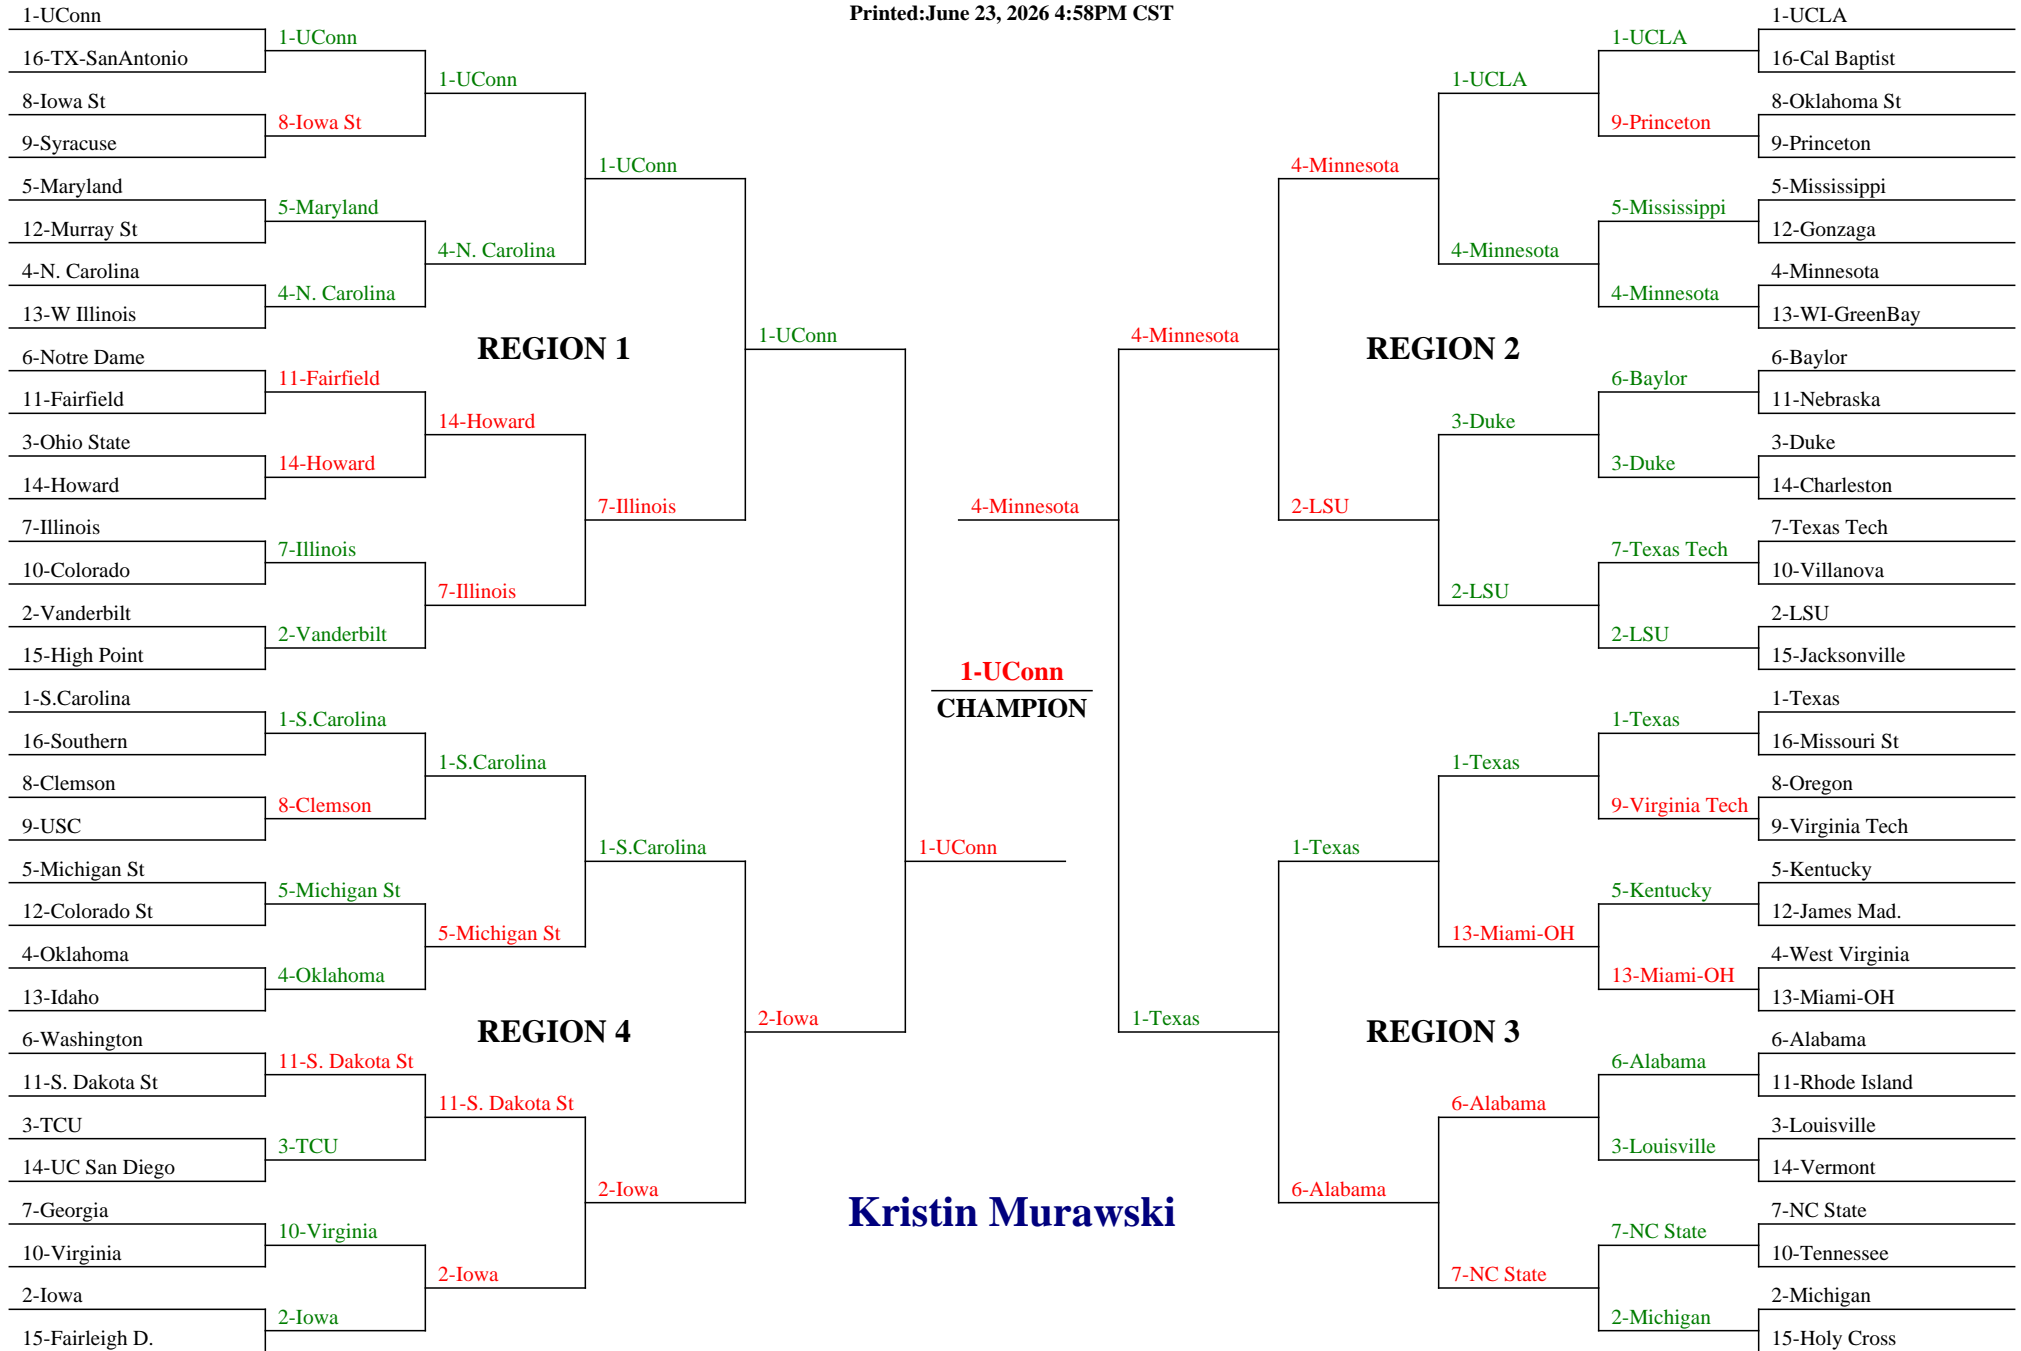 Printed:June 23, 2026 4:58PM CST
1-UConn
16-TX-SanAntonio
8-Iowa St
9-Syracuse
5-Maryland
12-Murray St
4-N. Carolina
13-W Illinois
6-Notre Dame
11-Fairfield
3-Ohio State
14-Howard
7-Illinois
10-Colorado
2-Vanderbilt
15-High Point
1-S.Carolina
16-Southern
8-Clemson
9-USC
5-Michigan St
12-Colorado St
4-Oklahoma
13-Idaho
6-Washington
11-S. Dakota St
3-TCU
14-UC San Diego
7-Georgia
10-Virginia
2-Iowa
15-Fairleigh D.
1-UConn
8-Iowa St
5-Maryland
4-N. Carolina
11-Fairfield
14-Howard
7-Illinois
2-Vanderbilt
1-S.Carolina
8-Clemson
5-Michigan St
4-Oklahoma
11-S. Dakota St
3-TCU
10-Virginia
2-Iowa
1-UConn
4-N. Carolina
14-Howard
7-Illinois
1-S.Carolina
5-Michigan St
11-S. Dakota St
2-Iowa
REGION 1
REGION 4
1-UConn
7-Illinois
1-S.Carolina
2-Iowa
1-UConn
2-Iowa
1-UConn
1-UConn
CHAMPION
Kristin Murawski
4-Minnesota
4-Minnesota
1-Texas
4-Minnesota
2-LSU
1-Texas
6-Alabama
REGION 2
REGION 3
1-UCLA
4-Minnesota
3-Duke
2-LSU
1-Texas
13-Miami-OH
6-Alabama
7-NC State
1-UCLA
9-Princeton
5-Mississippi
4-Minnesota
6-Baylor
3-Duke
7-Texas Tech
2-LSU
1-Texas
9-Virginia Tech
5-Kentucky
13-Miami-OH
6-Alabama
3-Louisville
7-NC State
2-Michigan
1-UCLA
16-Cal Baptist
8-Oklahoma St
9-Princeton
5-Mississippi
12-Gonzaga
4-Minnesota
13-WI-GreenBay
6-Baylor
11-Nebraska
3-Duke
14-Charleston
7-Texas Tech
10-Villanova
2-LSU
15-Jacksonville
1-Texas
16-Missouri St
8-Oregon
9-Virginia Tech
5-Kentucky
12-James Mad.
4-West Virginia
13-Miami-OH
6-Alabama
11-Rhode Island
3-Louisville
14-Vermont
7-NC State
10-Tennessee
2-Michigan
15-Holy Cross